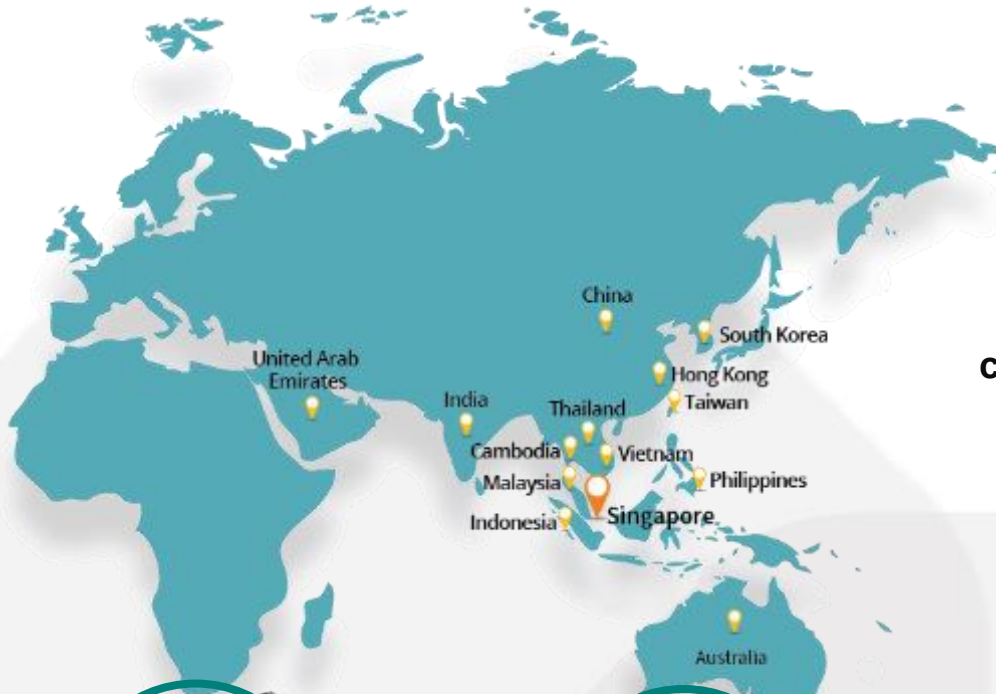 China
South Korea
United Arab
Emirates
Hong Kong
India
Thailand
Taiwan
Cambodia
Vietnam
Malaysia
Philippines
Indonesia
Singapore
Australia